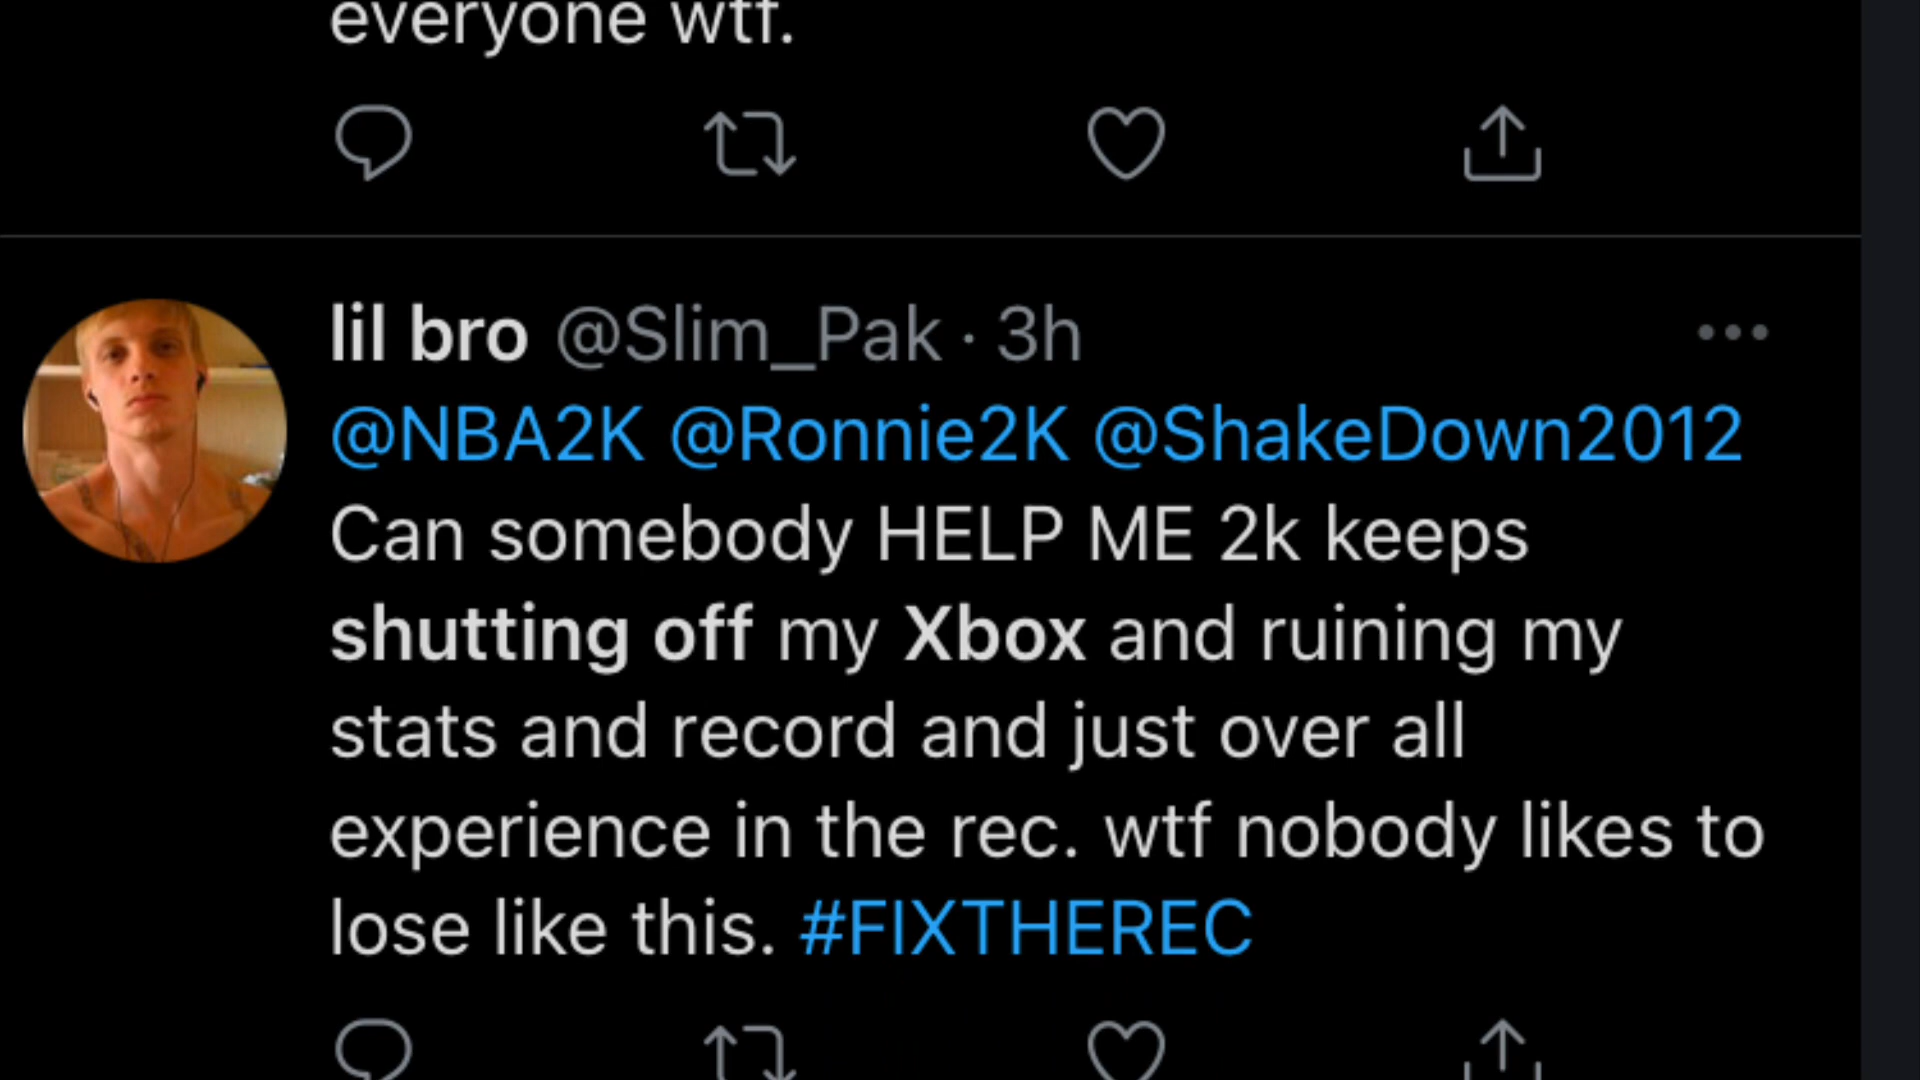 everyone wtf.
lil bro @Slim_Pak · 3h
@NBA2K @Ronnie2K @ShakeDown2012
Can somebody HELP ME 2k keeps
shutting off my Xbox and ruining my
stats and record and just over all
experience in the rec. wtf nobody likes to
lose like this. #FIXTHEREC